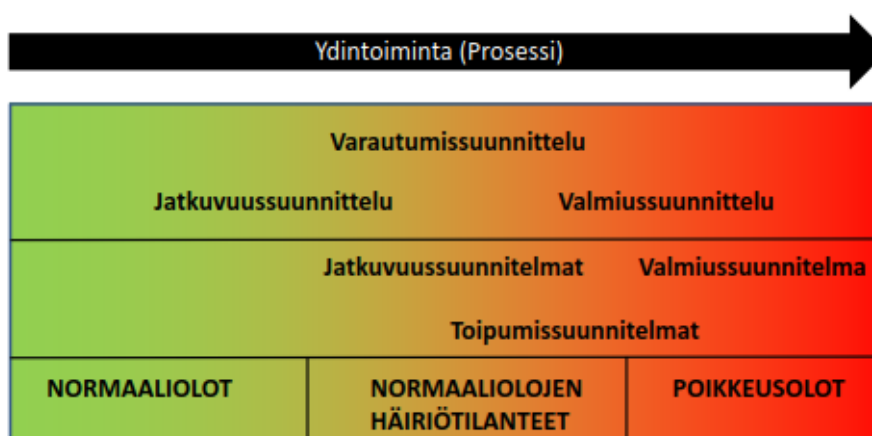 Ydintoiminta (Prosessi)
Varautumissuunnittelu
Jatkuvuussuunnittelu Valmiussuunnittelu
Jatkuvuussuunnitelmat Valmiussuunnitelma
Toipumissuunnitelmat
NORMAALIOLOT NORMAALIOLOJEN POIKKEUSOLOT
HÄIRIÖTILANTEET